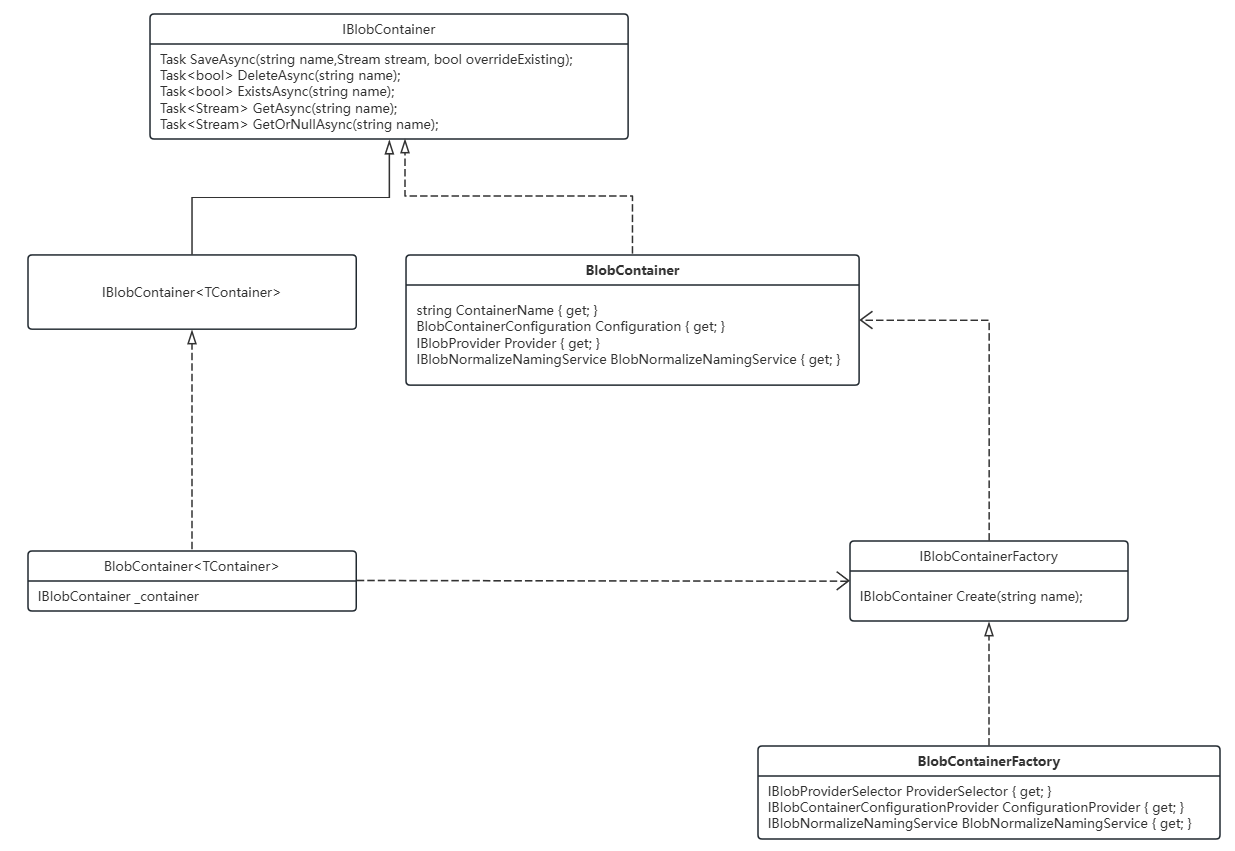 IBlobContainer
Task SaveAsync(string name,Stream stream, bool overrideExisting);
Task<bool> DeleteAsync(string name);
Task<bool> ExistsAsync(string name);
Task<Stream> GetAsync(string name);
Task<Stream> GetOrNullAsync(string name);
IBlobContainer<TContainer>
BlobContainer
string ContainerName { get; }
BlobContainerConfiguration Configuration { get; }
IBlobProvider Provider { get; }
IBlobNormalizeNamingService BlobNormalizeNamingService { get; }
BlobContainer<TContainer>
IBlobContainer _container
IBlobContainerFactory
IBlobContainer Create(string name);
BlobContainerFactory
IBlobProviderSelector ProviderSelector { get; }
IBlobContainerConfigurationProvider ConfigurationProvider { get; }
IBlobNormalizeNamingService BlobNormalizeNamingService { get; }